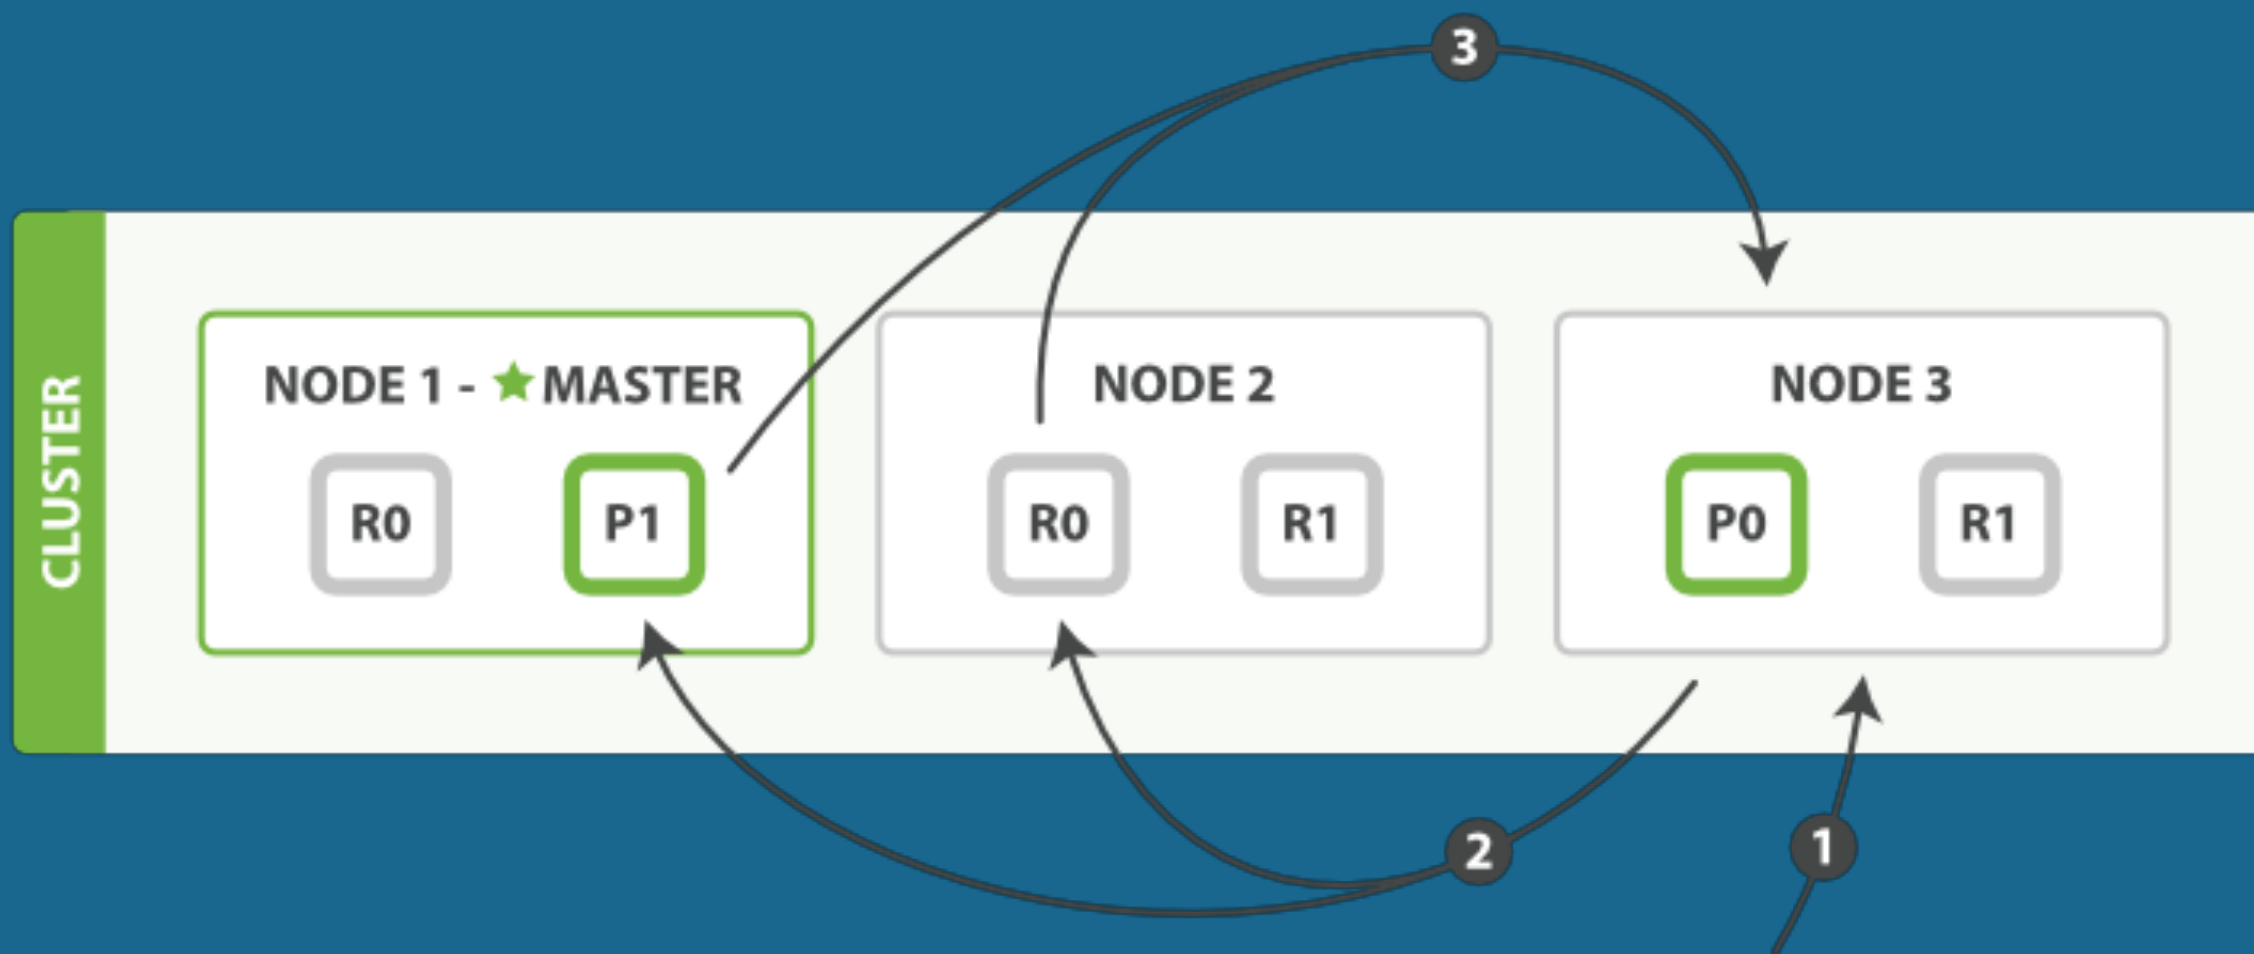 3
CLUSTER
NODE 1 - ★MASTER
R0
P1
NODE 2
R0
R1
NODE 3
P0
R1
2
1